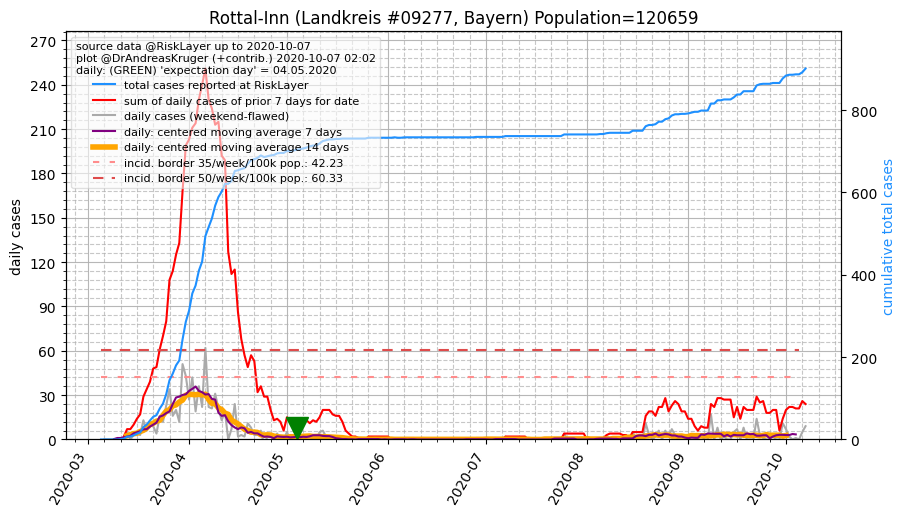 Rottal-Inn (Landkreis #09277, Bayern) Population=120659
source data @RiskLayer up to 2020-10-07
plot @DrAndreasKruger (+contrib.) 2020-10-07 02:02
daily: (GREEN) 'expectation day' = 04.05.2020
total cases reported at RiskLayer
sum of daily cases of prior 7 days for date
daily cases (weekend-flawed)
daily: centered moving average 7 days
daily: centered moving average 14 days
incid. border 35/week/100k pop.: 42.23
incid. border 50/week/100k pop.: 60.33
daily cases
270
240
210
180
150
120
90
60
30
0
cumulative total cases
800
600
400
200
0
2020-03
2020-04
2020-05
2020-06
2020-07
2020-08
2020-09
2020-10